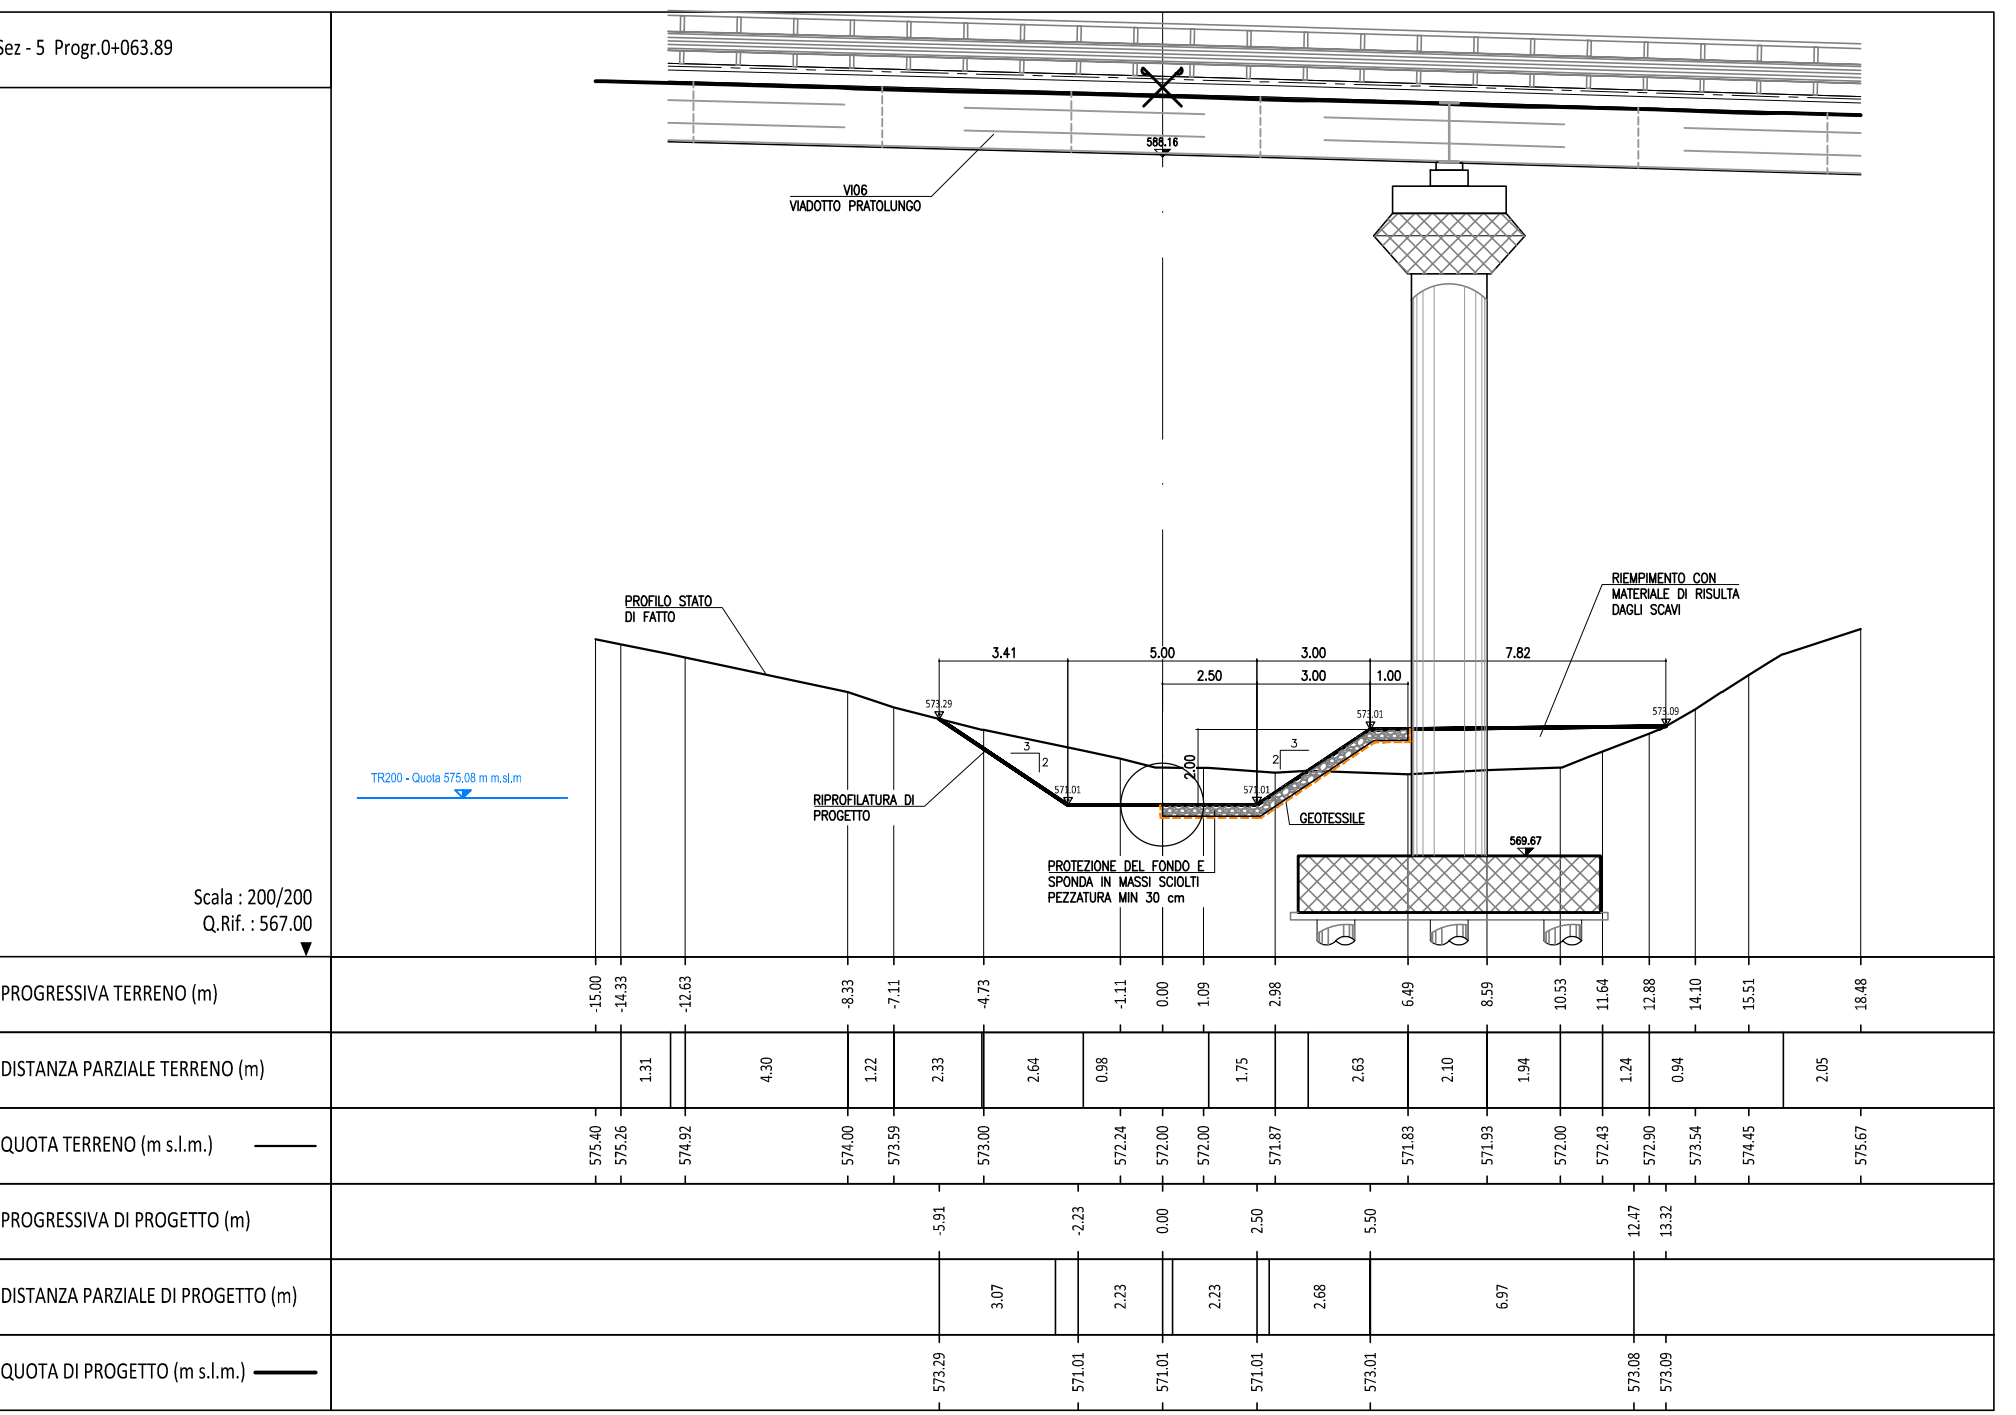 Sez - 5 Progr.0+063.89
588.16
VI06
VIADOTTO PRATOLUNGO
RIEMPIMENTO CON
MATERIALE DI RISULTA
DAGLI SCAVI
PROFILO STATO
DI FATTO
3.41 5.00 3.00 7.82
2.50 3.00 1.00
573.29 573.01 573.09
3 2 2.00 3 2
TR200 - Quota 575,08 m m.sl.m
571.01 571.01
RIPROFILATURA DI
PROGETTO
GEOTESSILE
569.67
PROTEZIONE DEL FONDO E
SPONDA IN MASSI SCIOLTI
PEZZATURA MIN 30 cm
Scala : 200/200
Q.Rif. : 567.00
PROGRESSIVA TERRENO (m) -15.00 -14.33 -12.63 -8.33 -7.11 -4.73 -1.11 0.00 1.09 2.98 6.49 8.59 10.53 11.64 12.88 14.10 15.51 18.48
DISTANZA PARZIALE TERRENO (m) 1.31 4.30 1.22 2.33 2.64 0.98 1.75 2.63 2.10 1.94 1.24 0.94 2.05
QUOTA TERRENO (m s.l.m.) 575.40 575.26 574.92 574.00 573.59 573.00 572.24 572.00 572.00 571.87 571.83 571.93 572.00 572.43 572.90 573.54 574.45 575.67
PROGRESSIVA DI PROGETTO (m) -5.91 -2.23 0.00 2.50 5.50 12.47 13.32
DISTANZA PARZIALE DI PROGETTO (m) 3.07 2.23 2.23 2.68 6.97
QUOTA DI PROGETTO (m s.l.m.) 573.29 571.01 571.01 571.01 573.01 573.08 573.09